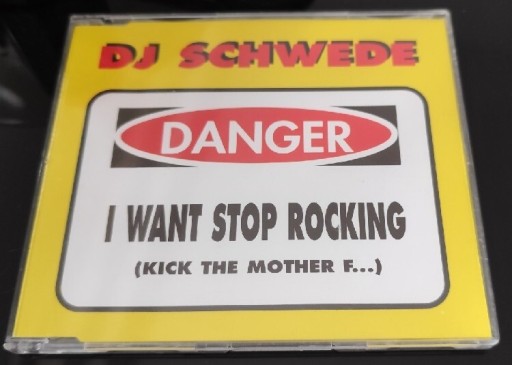 DJ SCHWEDE
DANGER
I WANT STOP ROCKING
(KICK THE MOTHER F...)